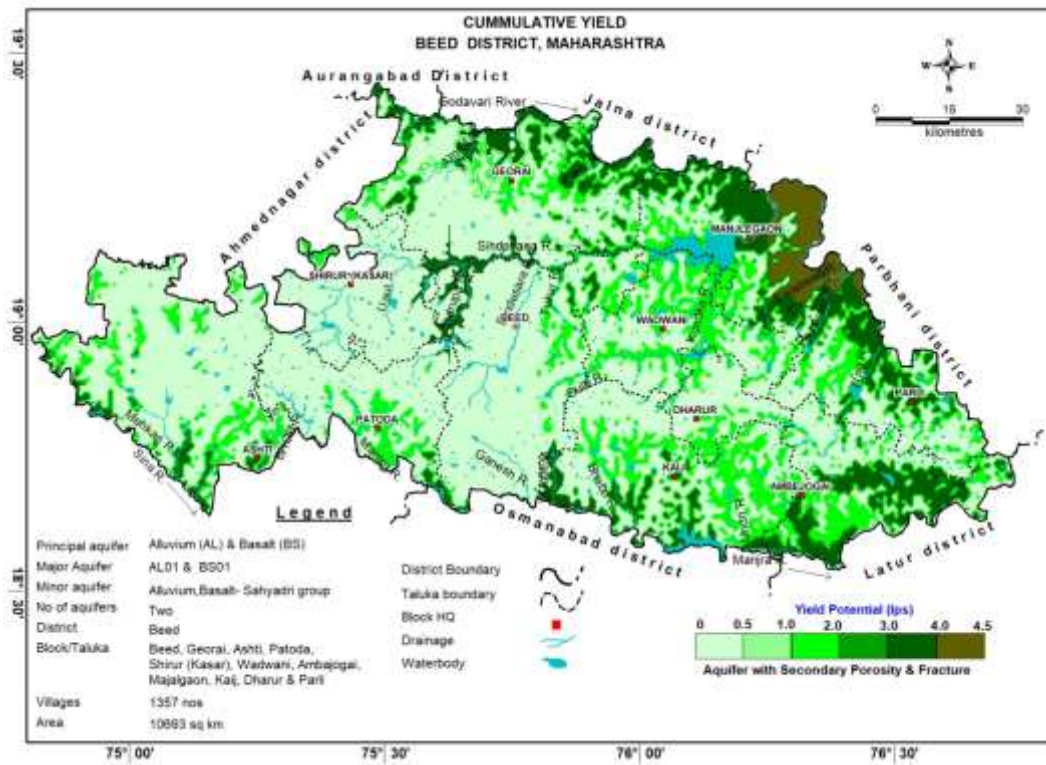 CUMMULATIVE YIELD
BEED DISTRICT, MAHARASHTRA
19° 30'
19° 00'
18° 30'
N
W E
S
0 15 30
kilometres
Aurangabad District
Godavari River
Jalna district
Ahmednagar district
Parbhani district
GEORAI
MANJLEGAON
Sindphana R.
SHIRUR (KASAR)
BEED
WADWANI
PARLI
DHARUR
PATODA
ASHTI
KAIJ
AMBEJOGAI
Ganesh R.
Sina R.
Manjra R.
Osmanabad district
Latur district
Legend
Principal aquifer Alluvium (AL) & Basalt (BS)
Major Aquifer AL01 & BS01
Minor aquifer Alluvium,Basalt- Sahyadri group
No of aquifers Two
District Beed
Block/Taluka Beed, Georai, Ashti, Patoda,
Shirur (Kasar), Wadwani, Ambajogai,
Majalgaon, Kaij, Dharur & Parli
Villages 1357 nos
Area 10693 sq km
District Boundary
Taluka boundary
Block HQ
Drainage
Waterbody
Yield Potential (lps)
0 0.5 1.0 2.0 3.0 4.0 4.5
Aquifer with Secondary Porosity & Fracture
75° 00' 75° 30' 76° 00' 76° 30'